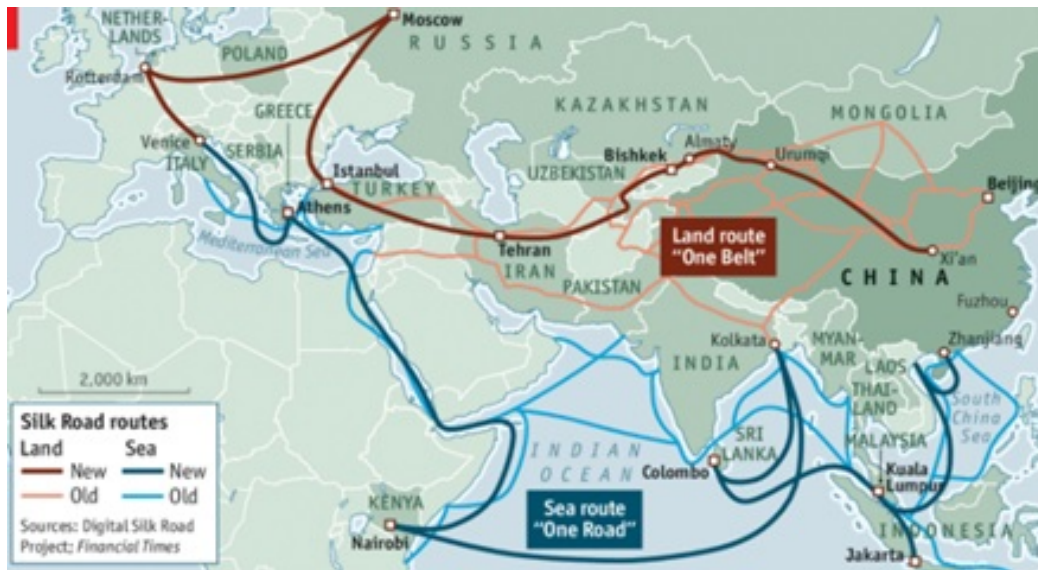 NETHER-
LANDS
Moscow
RUSSIA
POLAND
Rotterdam
GREECE
KAZAKHSTAN
MONGOLIA
Venice
ITALY
SERBIA
Almaty
Bishkek
Urumqi
Istanbul
TURKEY
UZBEKISTAN
Beijing
Athens
Mediterranean Sea
Tehran
IRAN
Land route
"One Belt"
Xi'an
CHINA
PAKISTAN
Fuzhou
Kolkata
INDIA
MYAN-
MAR
Zhanjiang
LAOS
THAI-
LAND
South
China
Sea
2,000 km
Silk Road routes
Land
Sea
New
New
Old
Old
Sources: Digital Silk Road
Project; Financial Times
INDIAN
OCEAN
SRI
LANKA
Colombo
MALAYSIA
Kuala
Lumpur
KENYA
Nairobi
Sea route
"One Road"
INDONESIA
Jakarta